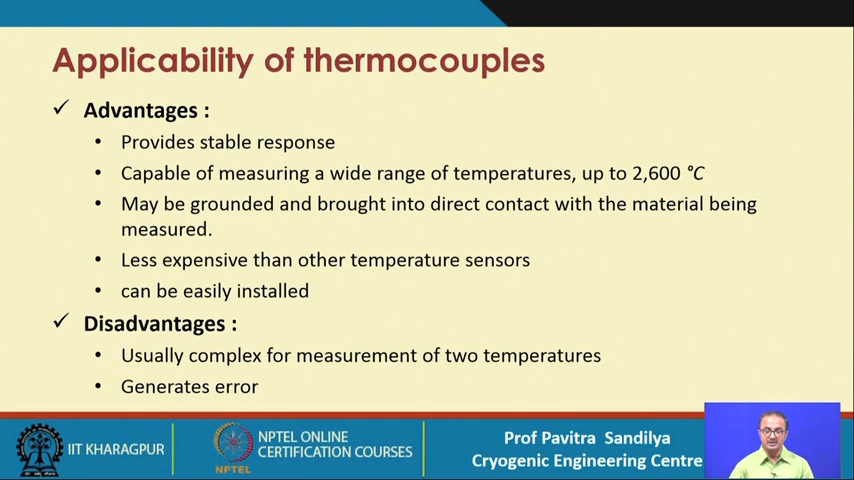 Applicability of thermocouples
✓ Advantages :
• Provides stable response
• Capable of measuring a wide range of temperatures, up to 2,600 °C
• May be grounded and brought into direct contact with the material being
measured.
• Less expensive than other temperature sensors
• can be easily installed
✓ Disadvantages :
• Usually complex for measurement of two temperatures
• Generates error
IIT KHARAGPUR
NPTEL
NPTEL ONLINE
CERTIFICATION COURSES
Prof Pavitra Sandilya
Cryogenic Engineering Centre